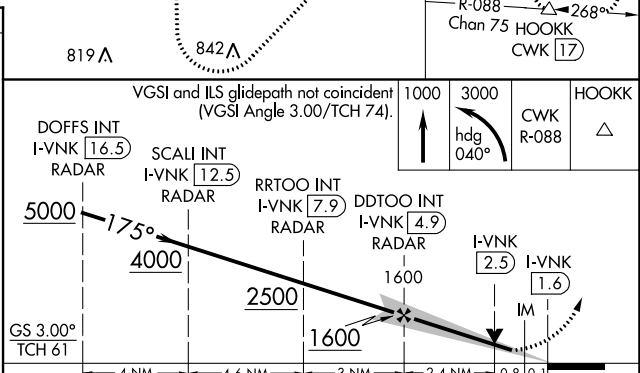 R-088
268°
Chan 75 HOOKK
CWK 17
819
842
VGSI and ILS glidepath not coincident
(VGSI Angle 3.00/TCH 74).
1000
3000
hdg
040°
CWK
R-088
HOOKK
DOFFS INT
I-VNK 16.5
RADAR
SCALI INT
I-VNK 12.5
RADAR
RRTOO INT
I-VNK 7.9
RADAR
DDTOO INT
I-VNK 4.9
RADAR
1600
I-VNK
2.5
I-VNK
1.6
IM
5000
175°
4000
2500
1600
GS 3.00°
TCH 61
4 NM
4.6 NM
3 NM
2.4 NM
0.8
0.1